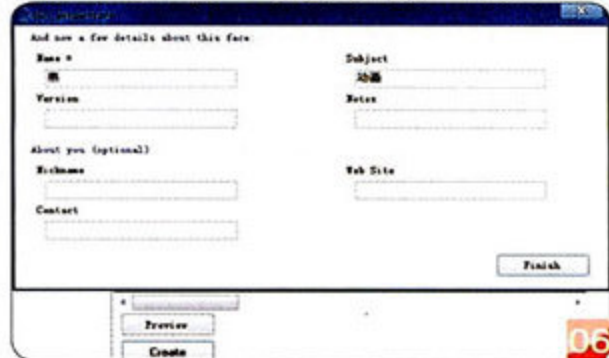 And now a few details about this face
Name * Subject
动画
Version Notes
About you (optional)
Nickname Web Site
Contact
Finish
Preview
Create
06